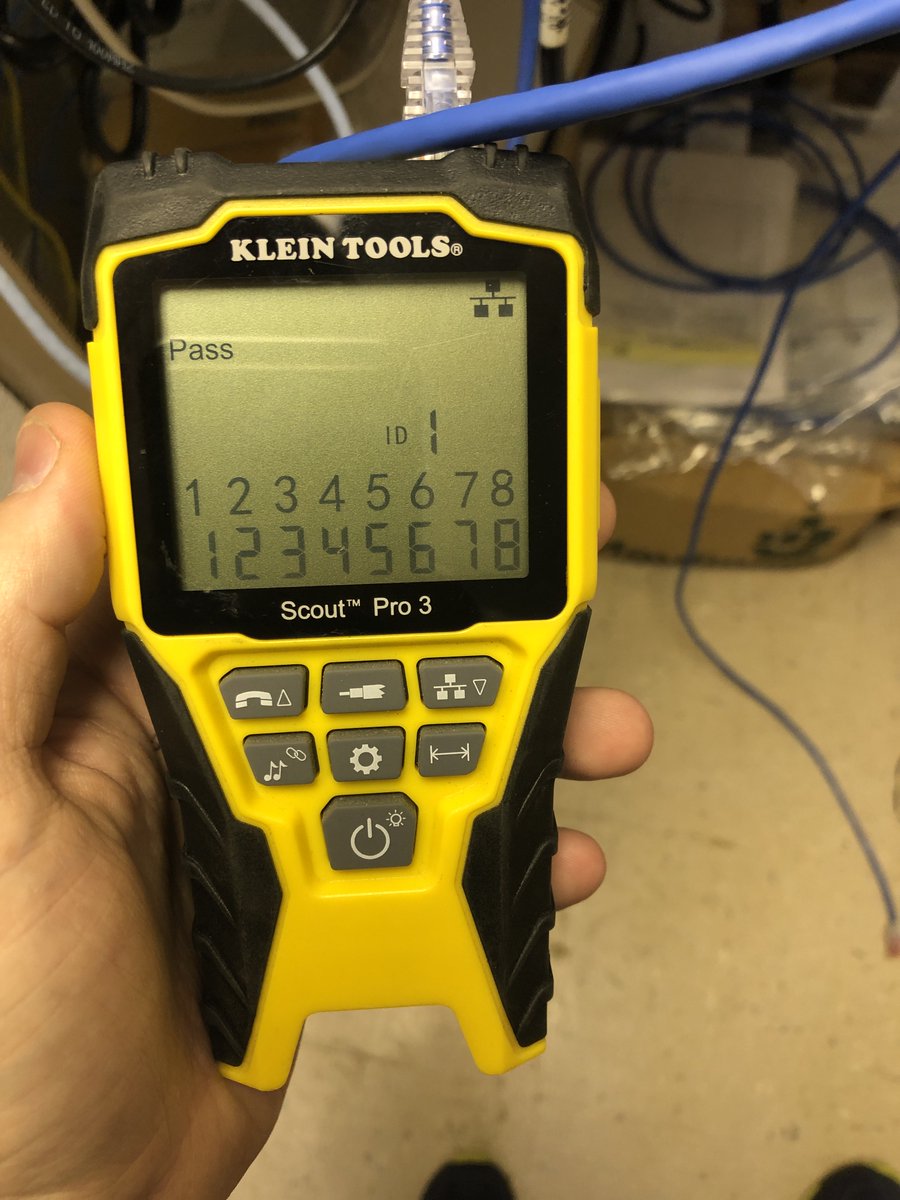 KLEIN TOOLS®
Pass
ID 1
1 2 3 4 5 6 7 8
12345678
Scout™ Pro 3